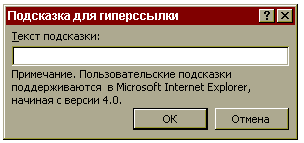 Подсказка для гиперссылки
Текст подсказки:
Примечание. Пользовательские подсказки
поддерживаются в Microsoft Internet Explorer,
начиная с версии 4.0.
OK
Отмена